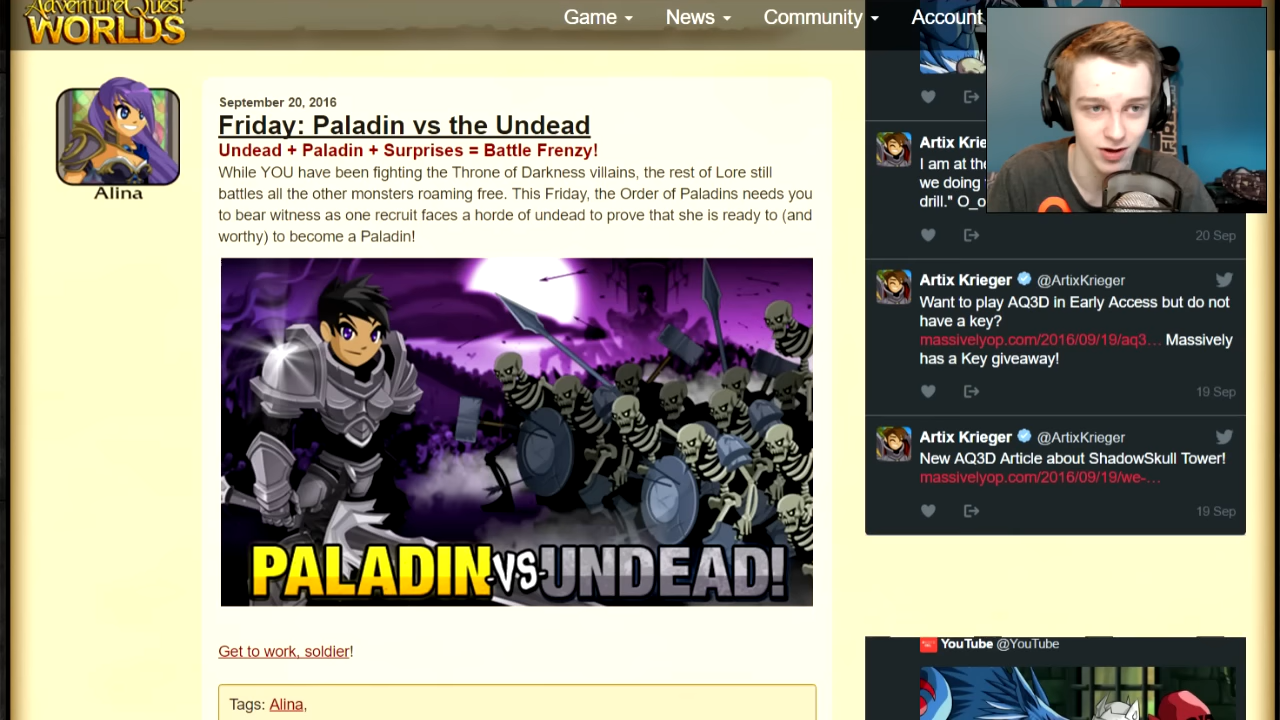 AdventureQuest
WORLDS
Game
News
Community
Account
Alina
September 20, 2016
Friday: Paladin vs the Undead
Undead + Paladin + Surprises = Battle Frenzy!
While YOU have been fighting the Throne of Darkness villains, the rest of Lore still
battles all the other monsters roaming free. This Friday, the Order of Paladins needs you
to bear witness as one recruit faces a horde of undead to prove that she is ready to (and
worthy) to become a Paladin!
PALADIN VS UNDEAD!
Get to work, soldier!
Tags: Alina,
Artix Krie
I am at the
we doing
drill." O_o
20 Sep
Artix Krieger @ArtixKrieger
Want to play AQ3D in Early Access but do not
have a key?
massivelyop.com/2016/09/19/aq3… Massively
has a Key giveaway!
19 Sep
Artix Krieger @ArtixKrieger
New AQ3D Article about ShadowSkull Tower!
massivelyop.com/2016/09/19/we-…
19 Sep
YouTube @YouTube